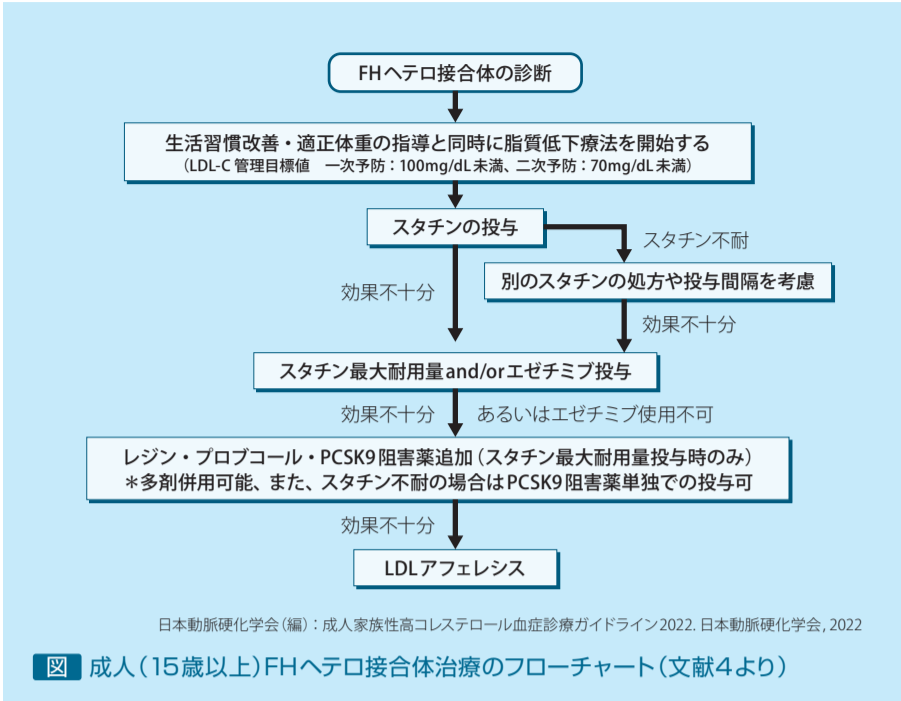 FHヘテロ接合体の診断
生活習慣改善・適正体重の指導と同時に脂質低下療法を開始する
（LDL-C管理目標値　一次予防：100mg/dL未満、二次予防：70mg/dL未満）
スタチンの投与
スタチン不耐
効果不十分
別のスタチンの処方や投与間隔を考慮
効果不十分
スタチン最大耐用量and/orエゼチミブ投与
効果不十分　あるいはエゼチミブ使用不可
レジン・プロブコール・PCSK9阻害薬追加（スタチン最大耐用量投与時のみ）
＊多剤併用可能、また、スタチン不耐の場合はPCSK9阻害薬単独での投与可
効果不十分
LDLアフェレシス
日本動脈硬化学会（編）：成人家族性高コレステロール血症診療ガイドライン2022. 日本動脈硬化学会, 2022
図 成人（15歳以上）FHヘテロ接合体治療のフローチャート（文献4より）